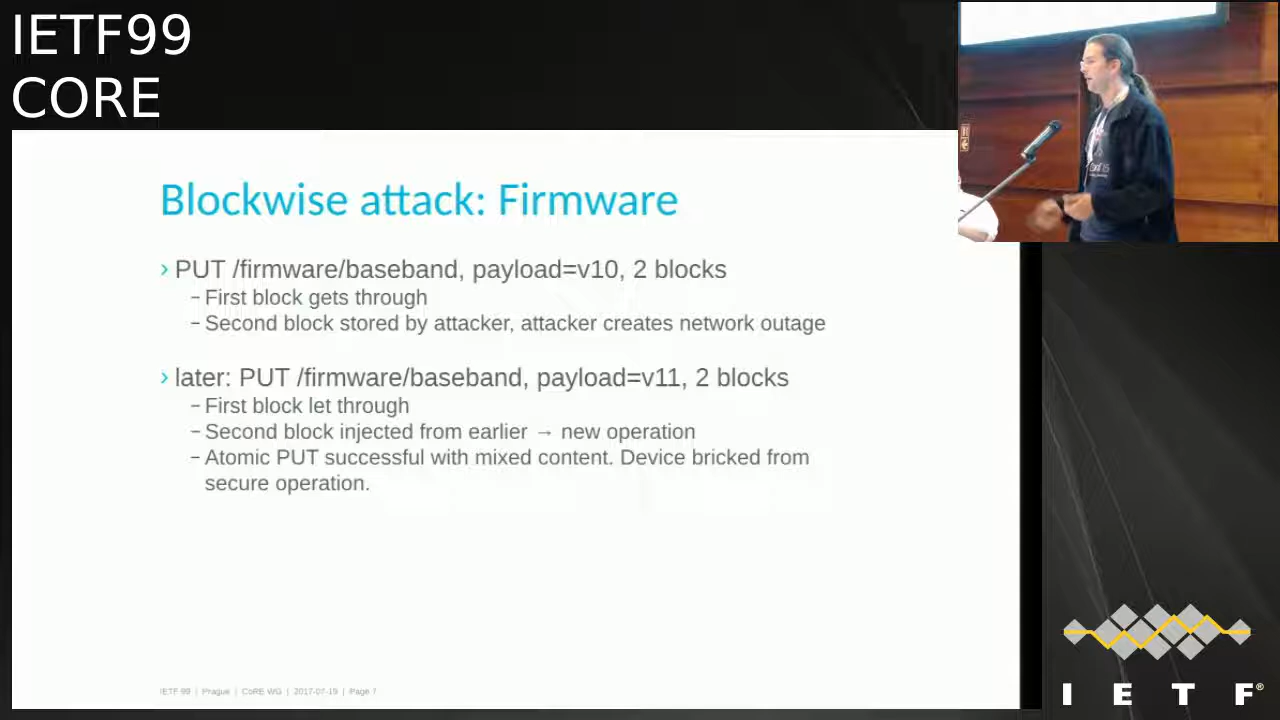 IETF99
CORE
Blockwise attack: Firmware
› PUT /firmware/baseband, payload=v10, 2 blocks
– First block gets through
– Second block stored by attacker, attacker creates network outage
› later: PUT /firmware/baseband, payload=v11, 2 blocks
– First block let through
– Second block injected from earlier → new operation
– Atomic PUT successful with mixed content. Device bricked from
secure operation.
IETF 99 | Prague | CoRE WG | 2017-07-19 | Page 7
I E T F®